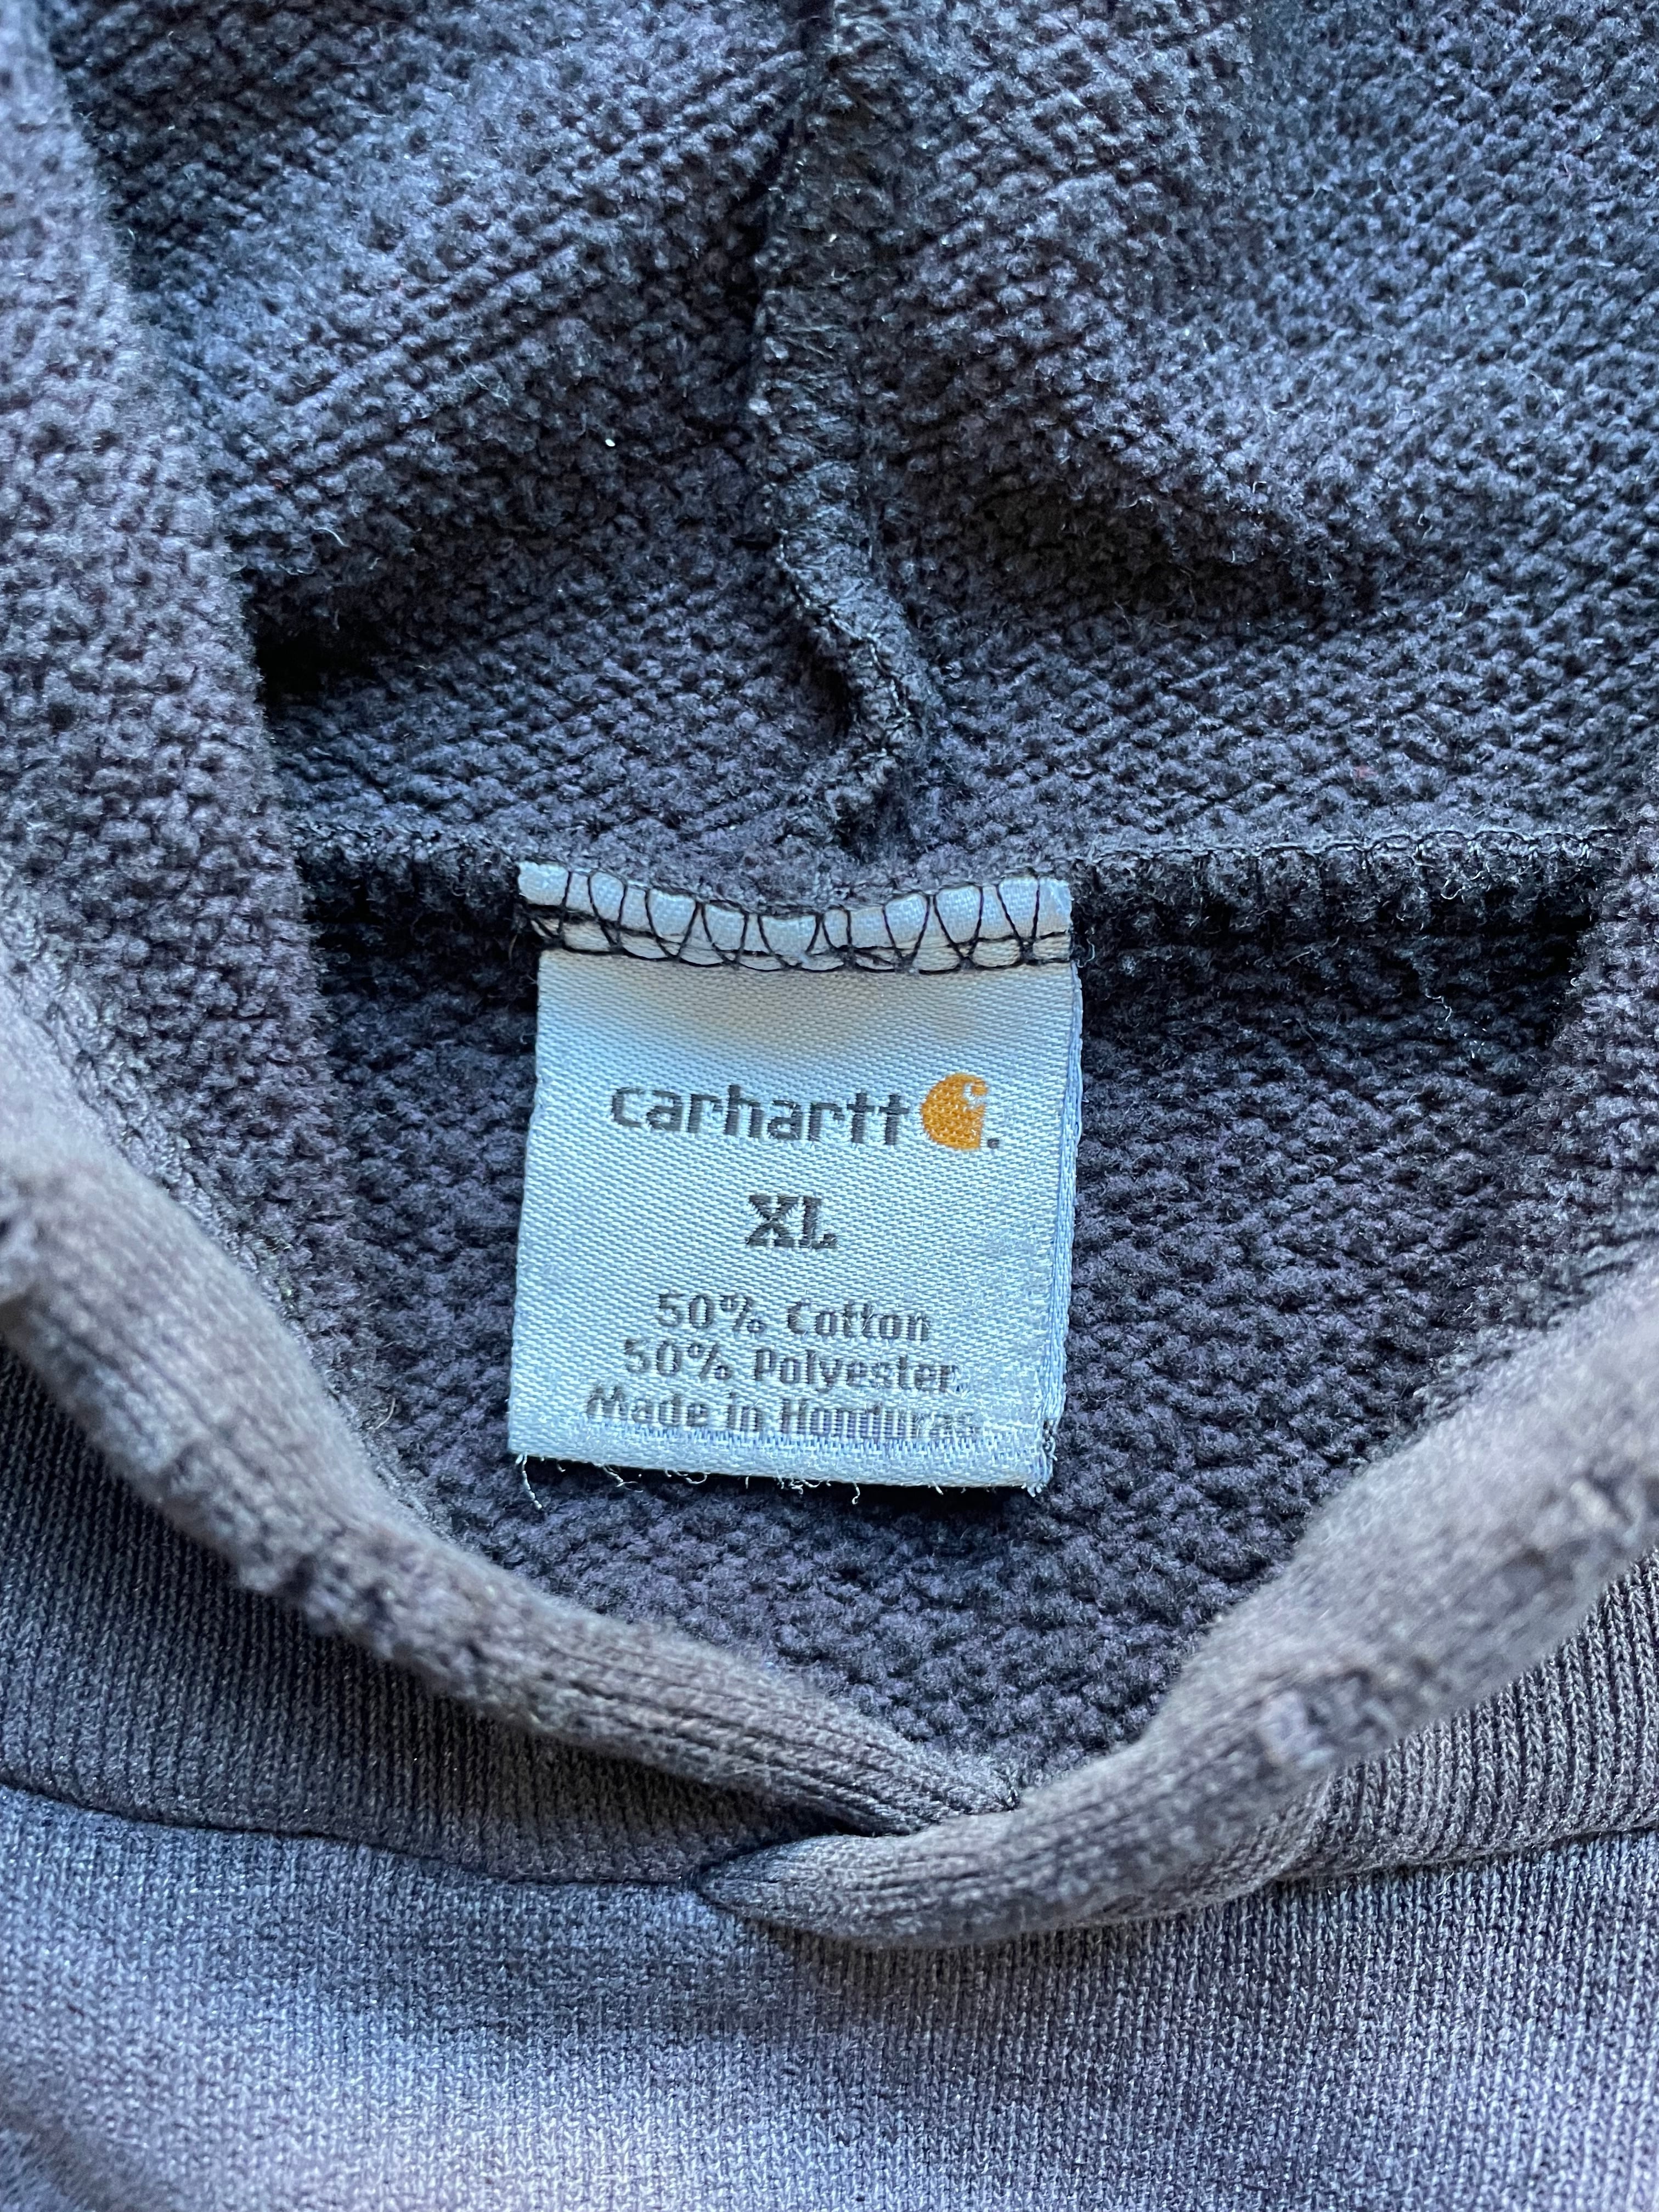 carhartt.
XL
50% Cotton
50% Polyester
Made in Honduras